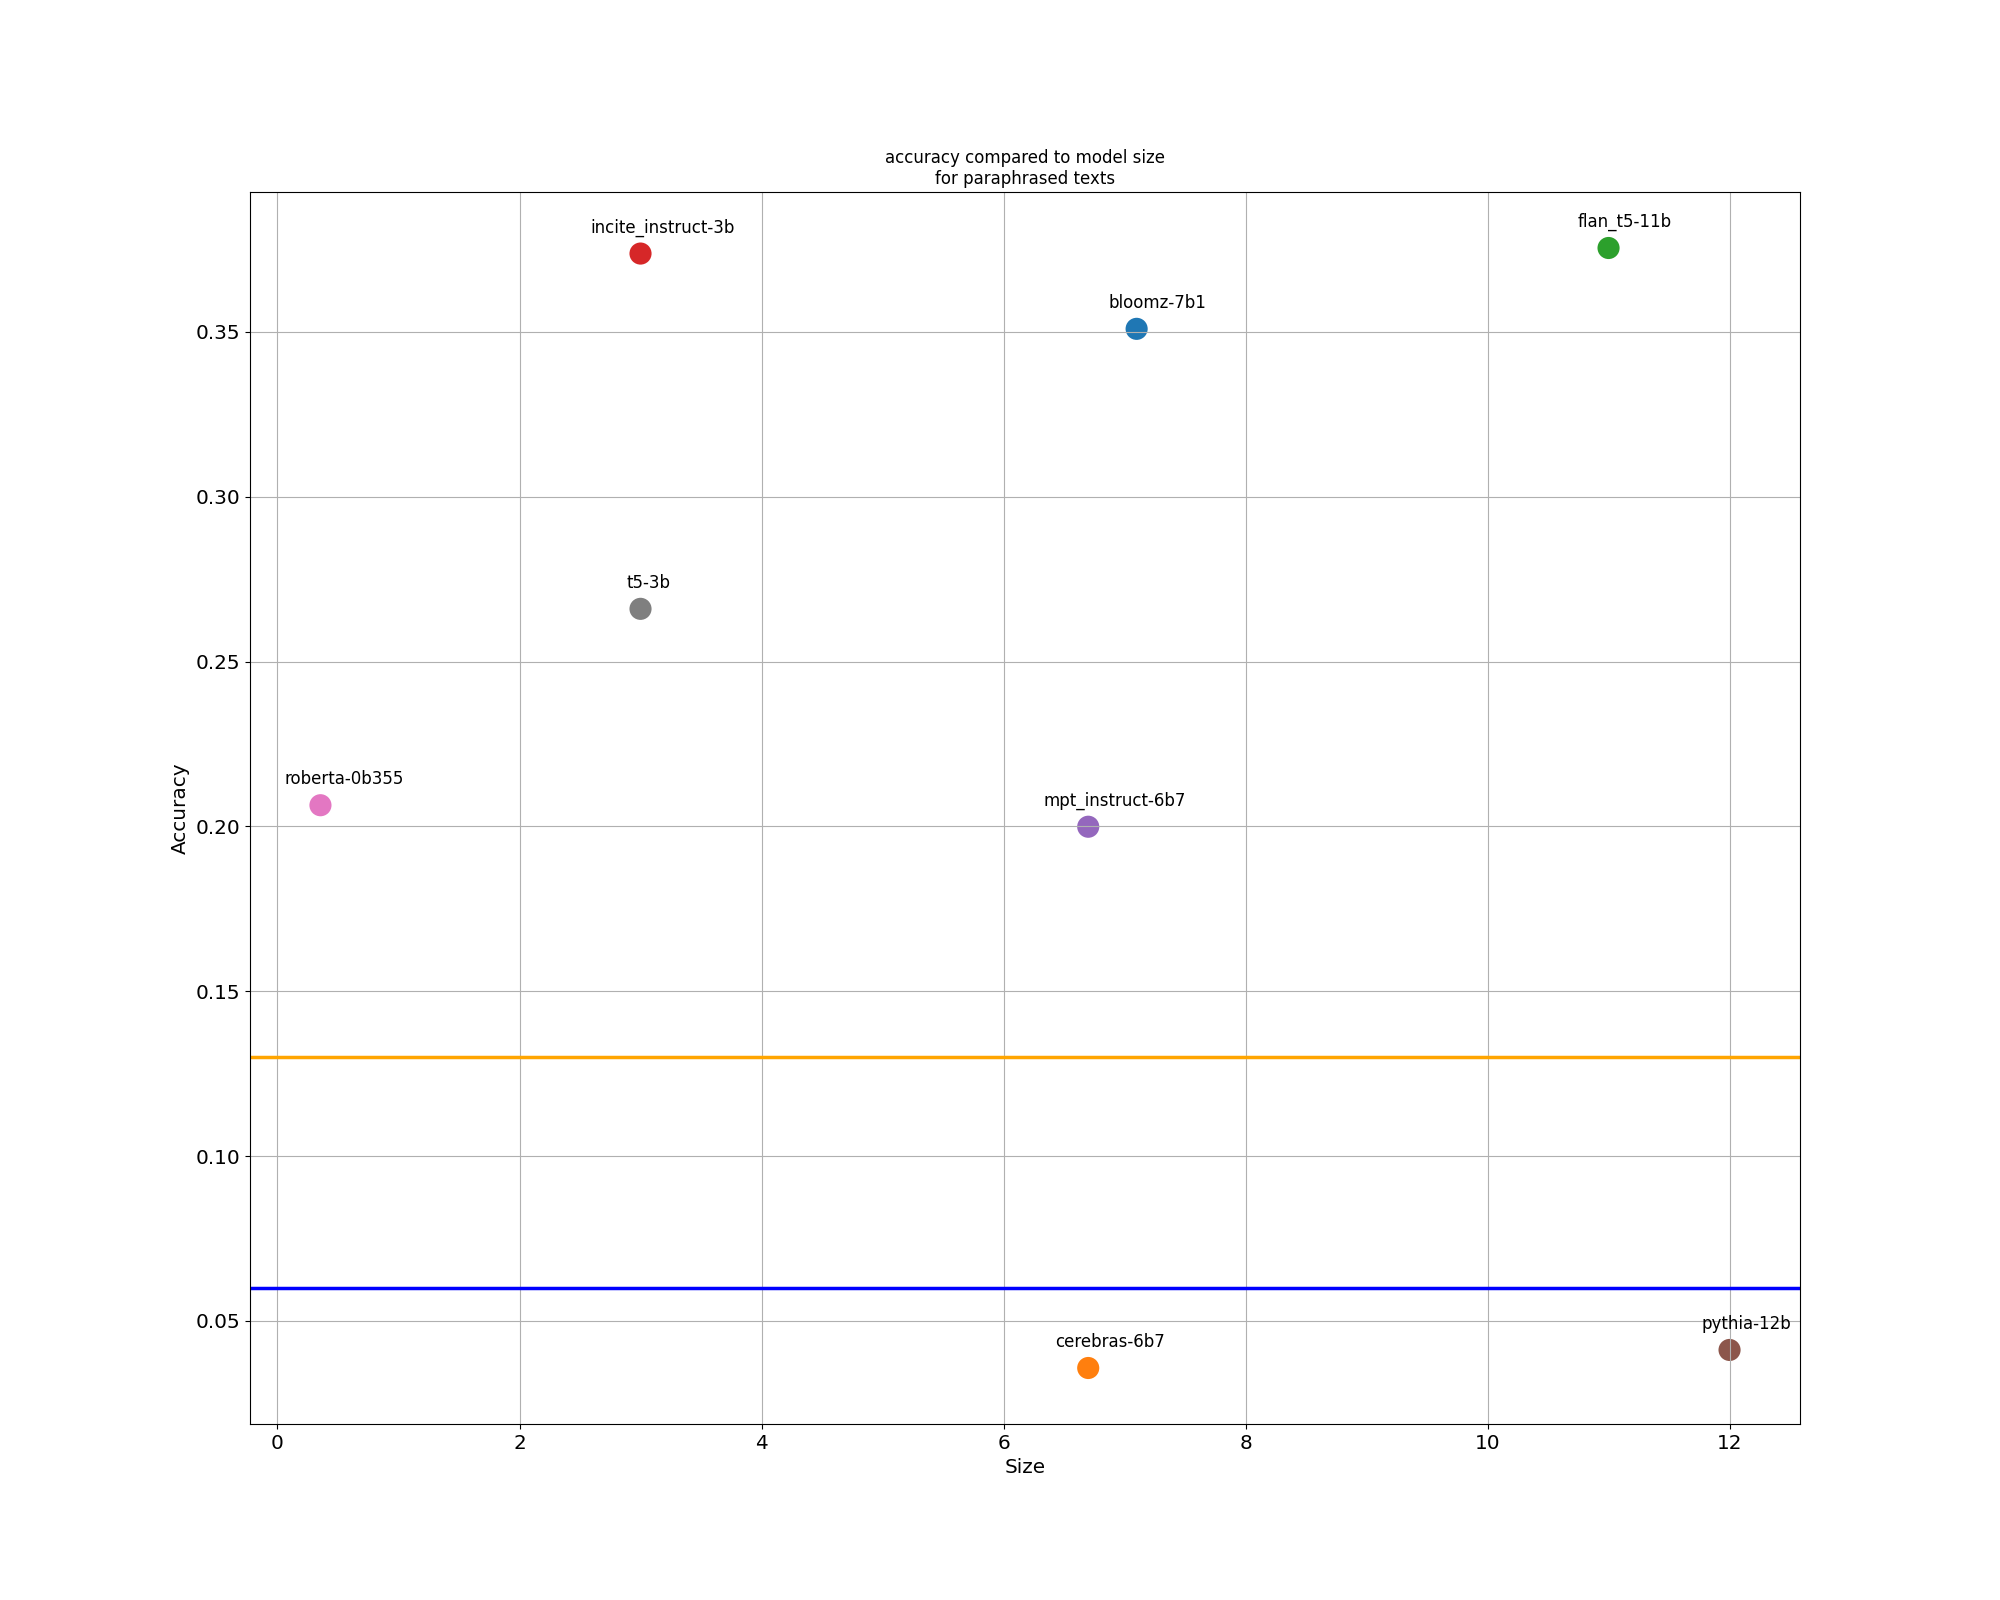 accuracy compared to model size
for paraphrased texts
incite_instruct-3b
flan_t5-11b
bloomz-7b1
0.35
0.30
t5-3b
0.25
roberta-0b355
mpt_instruct-6b7
0.20
Accuracy
0.15
0.10
0.05
pythia-12b
cerebras-6b7
0 2 4 6 8 10 12
Size